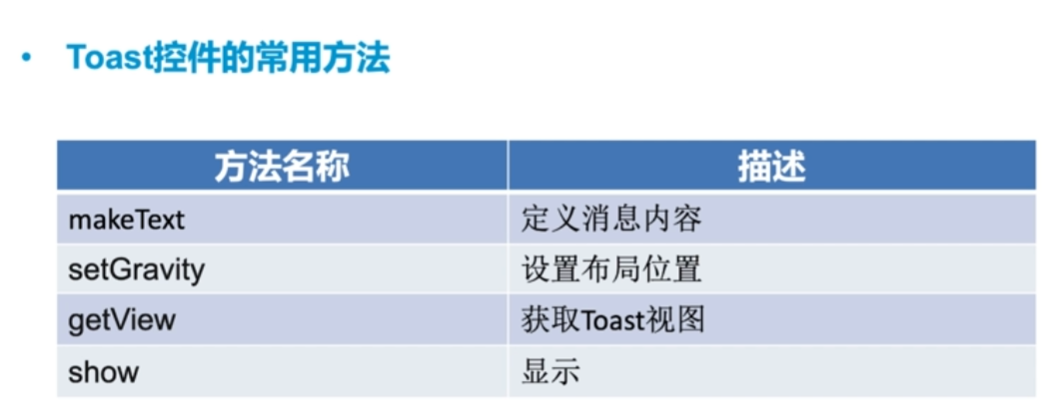 • Toast控件的常用方法
方法名称 描述
makeText 定义消息内容
setGravity 设置布局位置
getView 获取Toast视图
show 显示